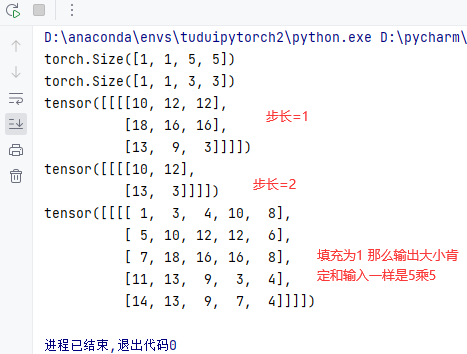 D:\anaconda\envs\tuduipytorch2\python.exe D:\pycharm\
torch.Size([1, 1, 5, 5])
torch.Size([1, 1, 3, 3])
tensor([[[[10, 12, 12],
[18, 16, 16],
步长=1
[13,  9,  3]]]])
tensor([[[[10, 12],
步长=2
[13,  3]]]])
tensor([[[[ 1,  3,  4, 10,  8],
[ 5, 10, 12, 12,  6],
[ 7, 18, 16, 16,  8],
[11, 13,  9,  3,  4],
[14, 13,  9,  7,  4]]]])
填充为1 那么输出大小肯
定和输入一样是5乘5
进程已结束,退出代码0